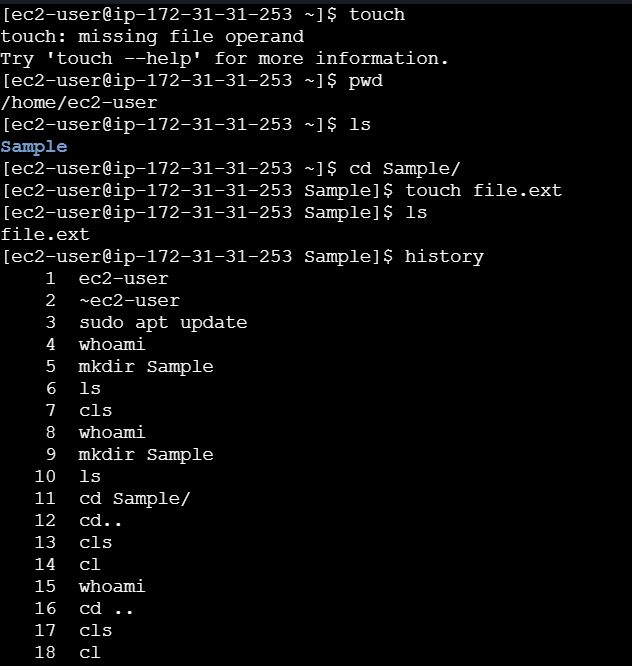 [ec2-user@ip-172-31-31-253 ~]$ touch
touch: missing file operand
Try 'touch --help' for more information.
[ec2-user@ip-172-31-31-253 ~]$ pwd
/home/ec2-user
[ec2-user@ip-172-31-31-253 ~]$ ls
Sample
[ec2-user@ip-172-31-31-253 ~]$ cd Sample/
[ec2-user@ip-172-31-31-253 Sample]$ touch file.ext
[ec2-user@ip-172-31-31-253 Sample]$ ls
file.ext
[ec2-user@ip-172-31-31-253 Sample]$ history
    1  ec2-user
    2  ~ec2-user
    3  sudo apt update
    4  whoami
    5  mkdir Sample
    6  ls
    7  cls
    8  whoami
    9  mkdir Sample
   10  ls
   11  cd Sample/
   12  cd..
   13  cls
   14  cl
   15  whoami
   16  cd ..
   17  cls
   18  cl